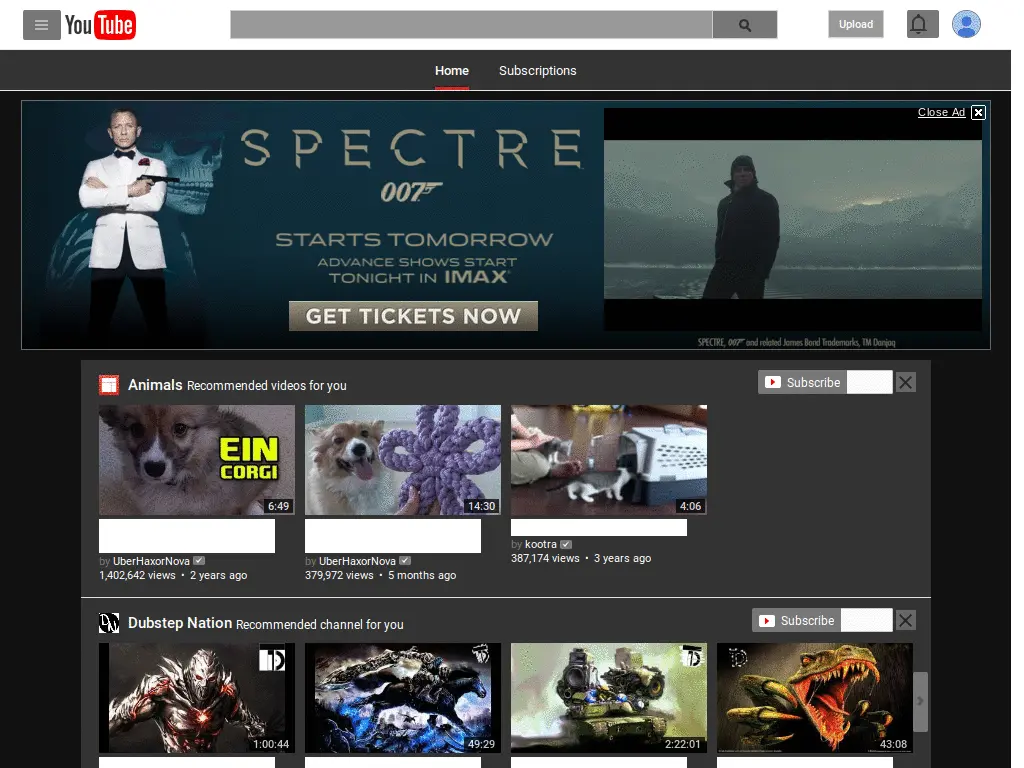 YouTube
Upload
Home Subscriptions
Close Ad
SPECTRE
007
STARTS TOMORROW
ADVANCE SHOWS START
TONIGHT IN IMAX
GET TICKETS NOW
SPECTRE, 007 and related James Bond Trademarks, TM Danjaq
Animals Recommended videos for you
Subscribe
EIN
CORGI
6:49
14:30
4:06
by UberHaxorNova
1,402,642 views • 2 years ago
by UberHaxorNova
379,972 views • 5 months ago
by kootra
387,174 views • 3 years ago
Dubstep Nation Recommended channel for you
Subscribe
1:00:44
49:29
2:22:01
43:08